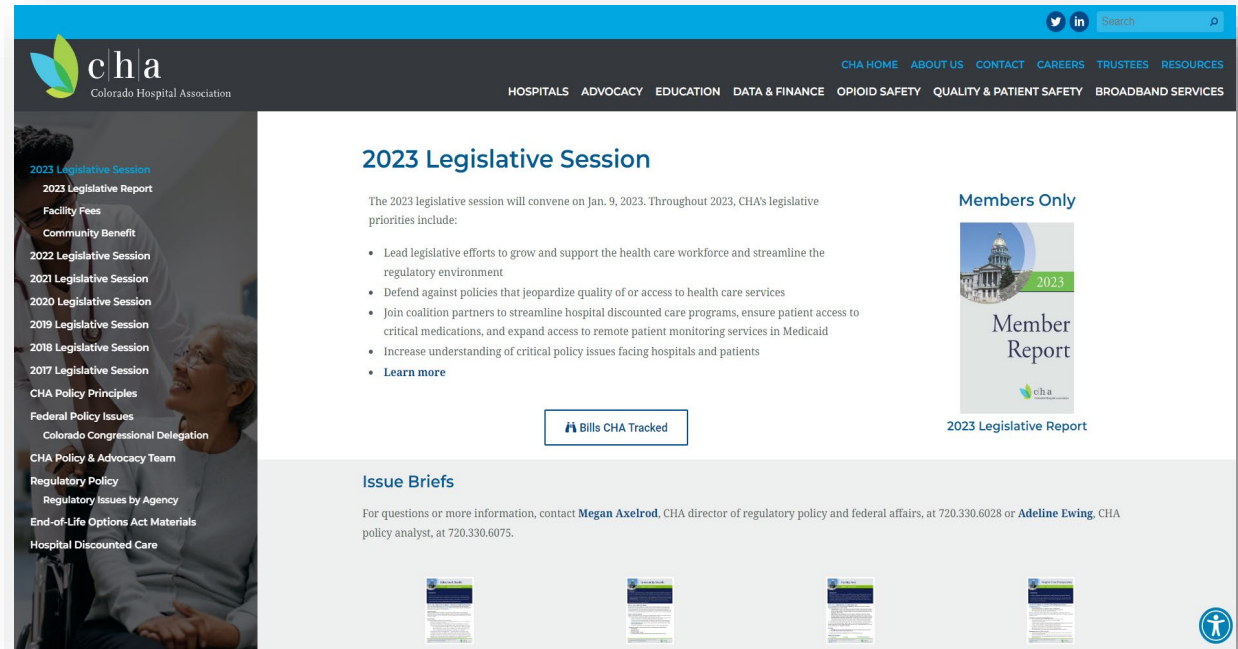 Search
c|h|a
Colorado Hospital Association
CHA HOME ABOUT US CONTACT CAREERS TRUSTEES RESOURCES
HOSPITALS ADVOCACY EDUCATION DATA & FINANCE OPIOID SAFETY QUALITY & PATIENT SAFETY BROADBAND SERVICES
2023 Legislative Session
2023 Legislative Report
Facility Fees
Community Benefit
2022 Legislative Session
2021 Legislative Session
2020 Legislative Session
2019 Legislative Session
2018 Legislative Session
2017 Legislative Session
CHA Policy Principles
Federal Policy Issues
Colorado Congressional Delegation
CHA Policy & Advocacy Team
Regulatory Policy
Regulatory Issues by Agency
End-of-Life Options Act Materials
Hospital Discounted Care
2023 Legislative Session
The 2023 legislative session will convene on Jan. 9, 2023. Throughout 2023, CHA's legislative
priorities include:
• Lead legislative efforts to grow and support the health care workforce and streamline the
regulatory environment
• Defend against policies that jeopardize quality of or access to health care services
• Join coalition partners to streamline hospital discounted care programs, ensure patient access to
critical medications, and expand access to remote patient monitoring services in Medicaid
• Increase understanding of critical policy issues facing hospitals and patients
• Learn more
Bills CHA Tracked
Members Only
2023
Member
Report
c|h|a
2023 Legislative Report
Issue Briefs
For questions or more information, contact Megan Axelrod, CHA director of regulatory policy and federal affairs, at 720.330.6028 or Adeline Ewing, CHA
policy analyst, at 720.330.6075.